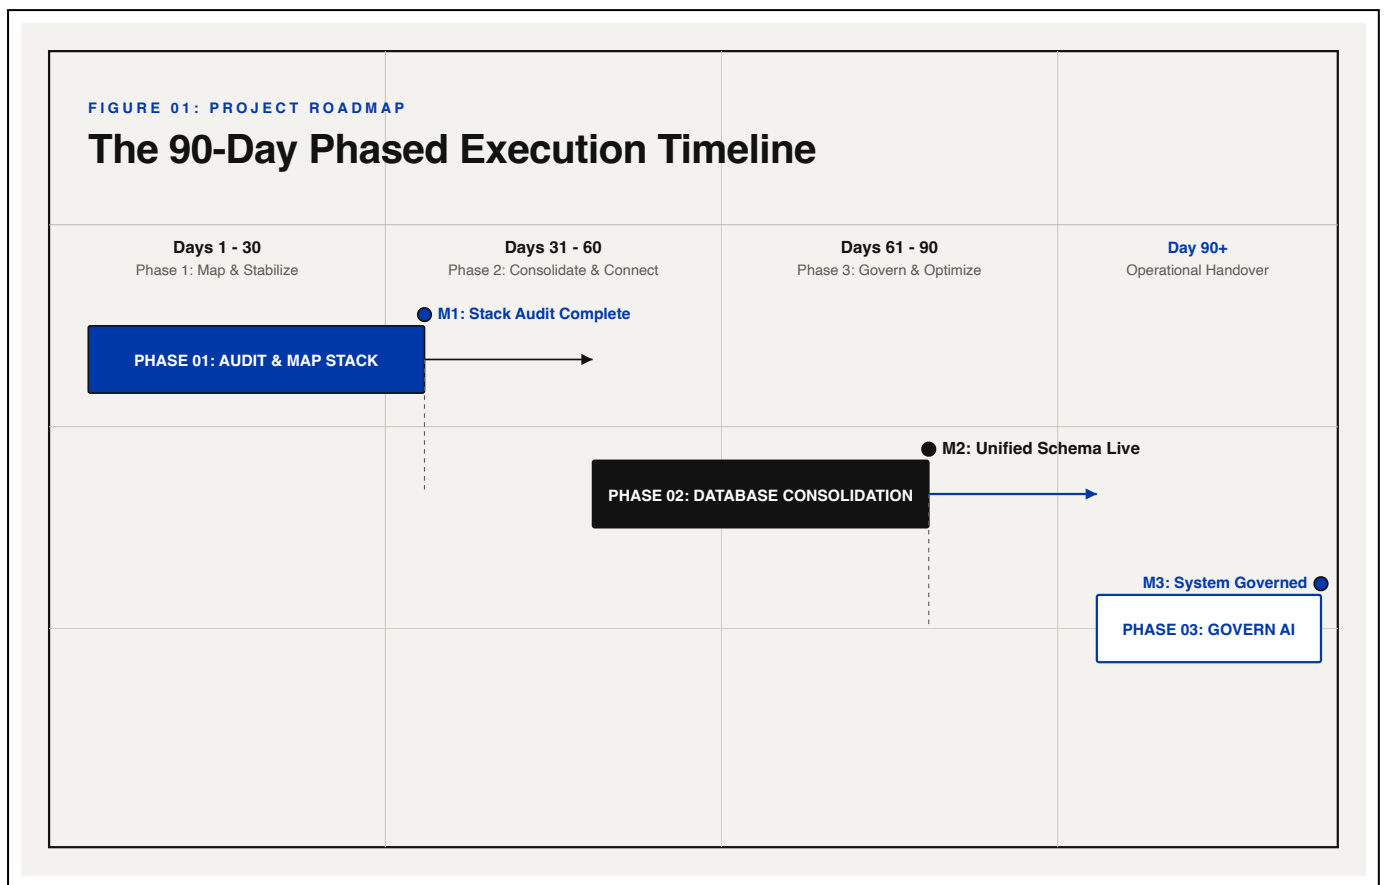 FIGURE 01: PROJECT ROADMAP
The 90-Day Phased Execution Timeline
Days 1 - 30
Phase 1: Map & Stabilize
Days 31 - 60
Phase 2: Consolidate & Connect
Days 61 - 90
Phase 3: Govern & Optimize
Day 90+
Operational Handover
M1: Stack Audit Complete
PHASE 01: AUDIT & MAP STACK
M2: Unified Schema Live
PHASE 02: DATABASE CONSOLIDATION
M3: System Governed
PHASE 03: GOVERN AI